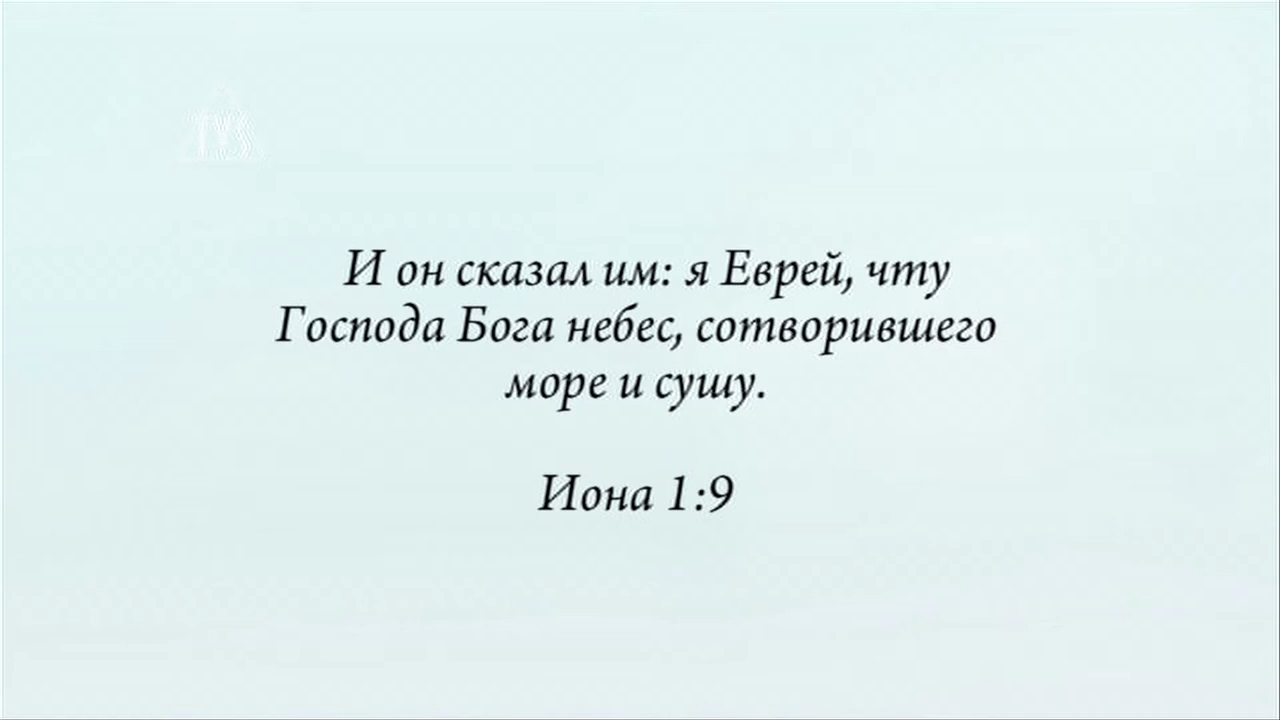 И он сказал им: я Еврей, чту
Господа Бога небес, сотворившего
море и сушу.
Иона 1:9